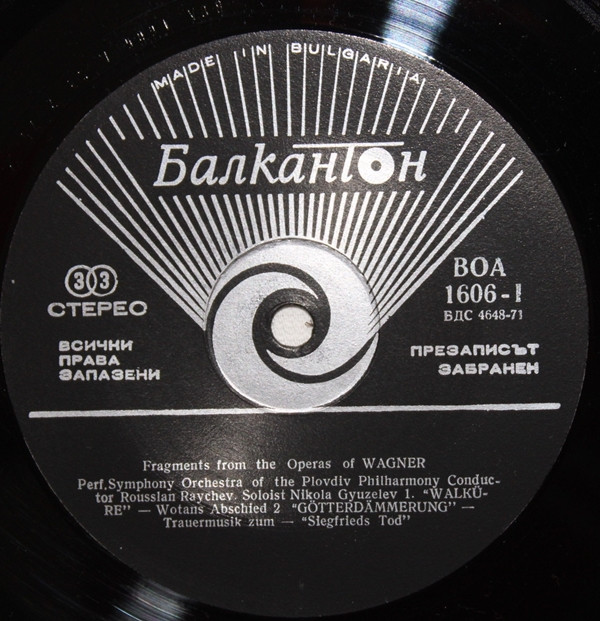 MADE IN BULGARIA
Балкантон
33
СТЕРЕО
ВСИЧНИ
ПРАВА
ЗАПАЗЕНИ
ВОА
1606-I
БДС 4648-71
ПРЕЗАПИСЪТ
ЗАБРАНЕН
Fragments from the Operas of WAGNER
Perf. Symphony Orchestra of the Plovdiv Philharmony Conduc-
tor Rousslan Raychev. Soloist Nikola Gyuzelev 1. "WALKÜ-
RE" — Wotans Abschied 2 "GÖTTERDÄMMERUNG" —
Trauermusik zum — "Siegfrieds Tod"